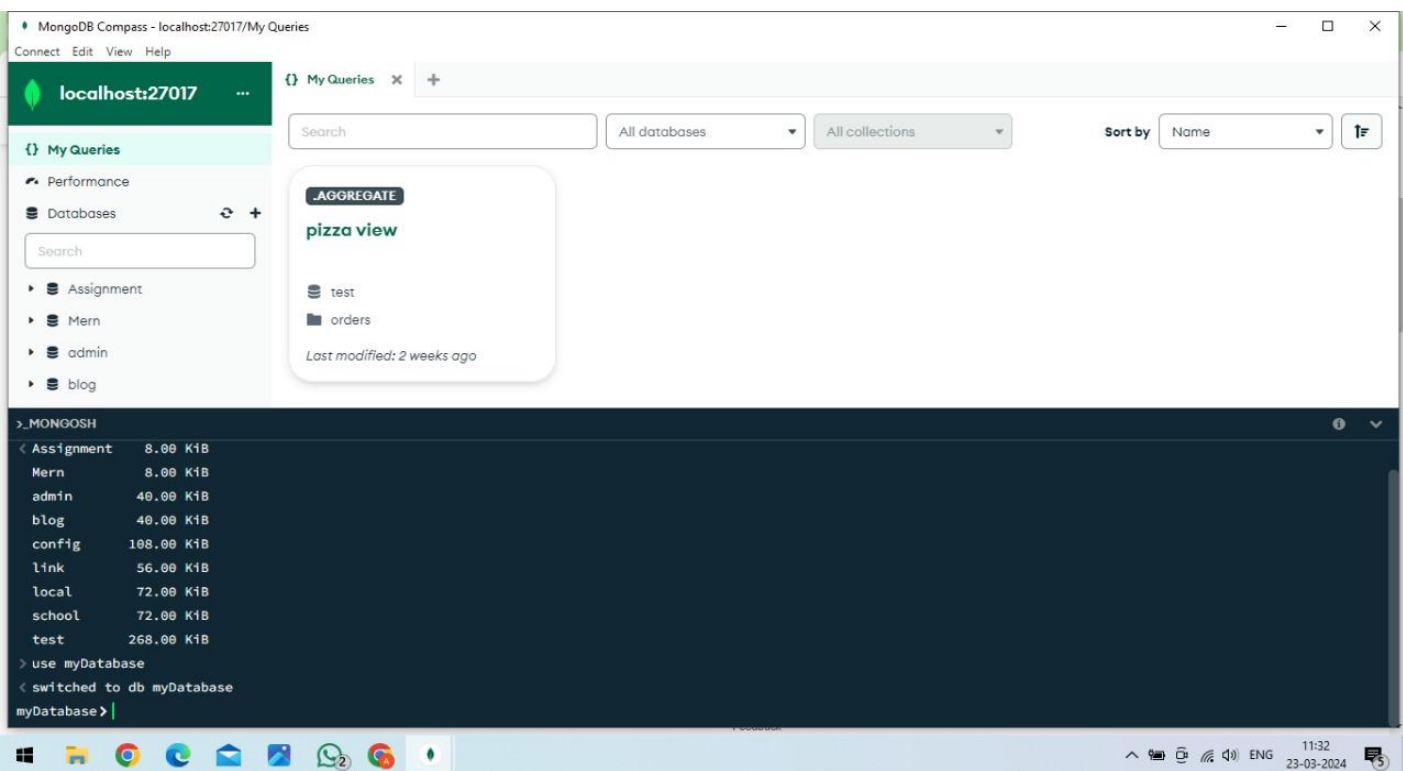 MongoDB Compass - localhost:27017/My Queries
Connect Edit View Help
localhost:27017 ...
{} My Queries
+
Search
All databases
All collections
Sort by
Name
{} My Queries
Performance
Databases
+
Search
Assignment
Mern
admin
blog
.AGGREGATE
pizza view
test
orders
Last modified: 2 weeks ago
>_MONGOSH
< Assignment 8.00 KiB
Mern 8.00 KiB
admin 40.00 KiB
blog 40.00 KiB
config 108.00 KiB
link 56.00 KiB
local 72.00 KiB
school 72.00 KiB
test 268.00 KiB
> use myDatabase
< switched to db myDatabase
myDatabase>
2
ENG
11:32
23-03-2024
5